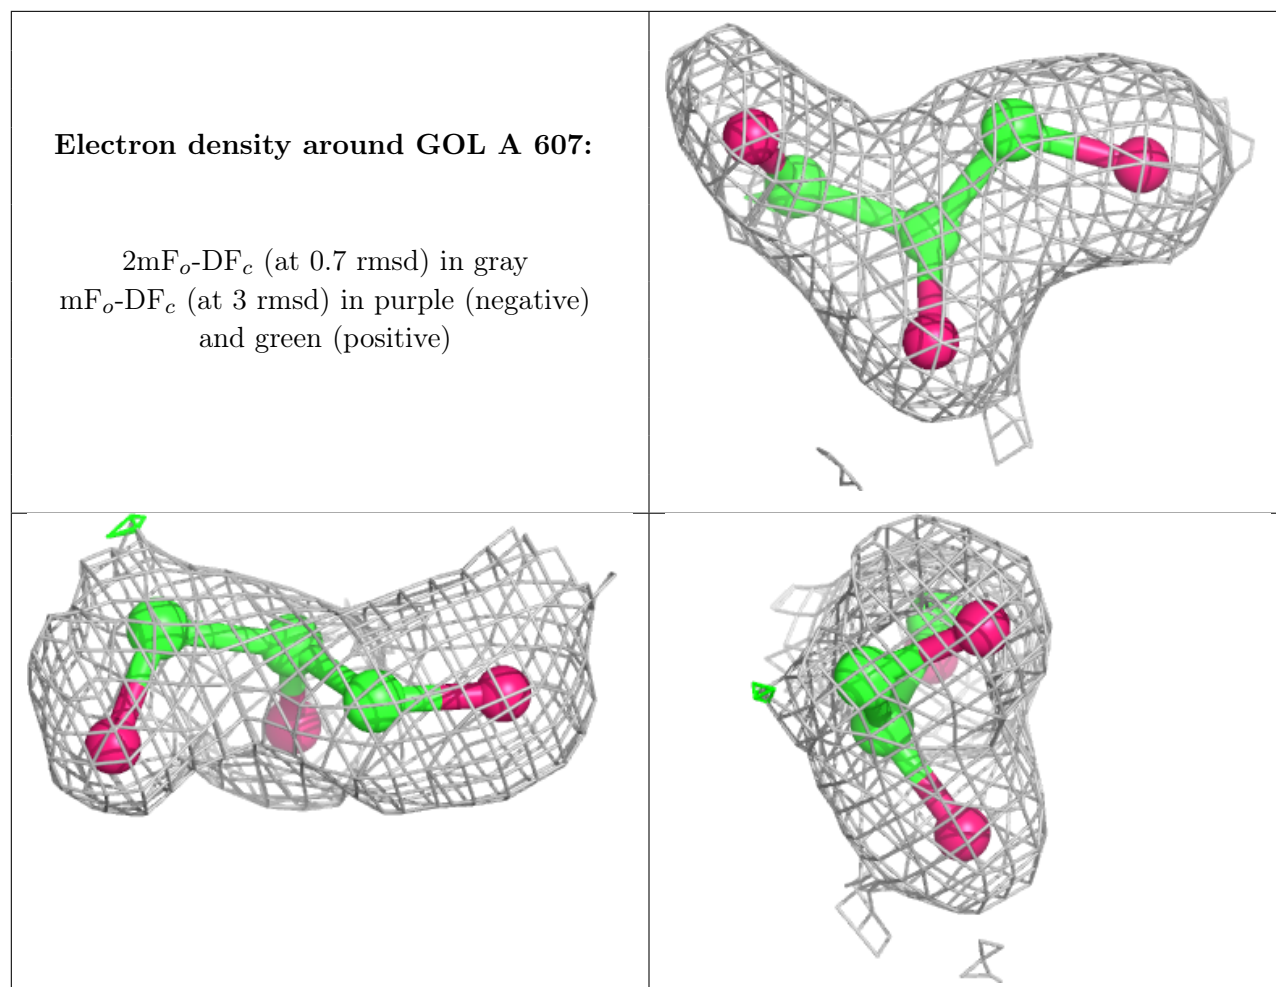 Electron density around GOL A 607:
2mFo-DFc (at 0.7 rmsd) in gray
mFo-DFc (at 3 rmsd) in purple (negative)
and green (positive)